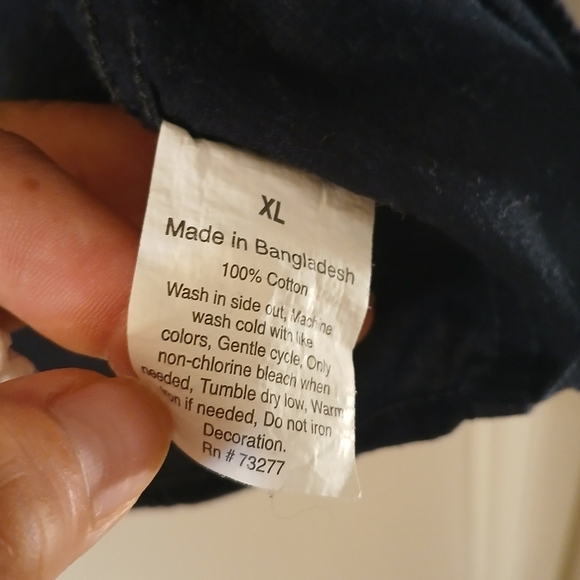 XL
Made in Bangladesh
100% Cotton
Wash in side out, Machine
wash cold with like
colors, Gentle cycle, Only
non-chlorine bleach when
needed, Tumble dry low, Warm
iron if needed, Do not iron
Decoration.
Rn # 73277